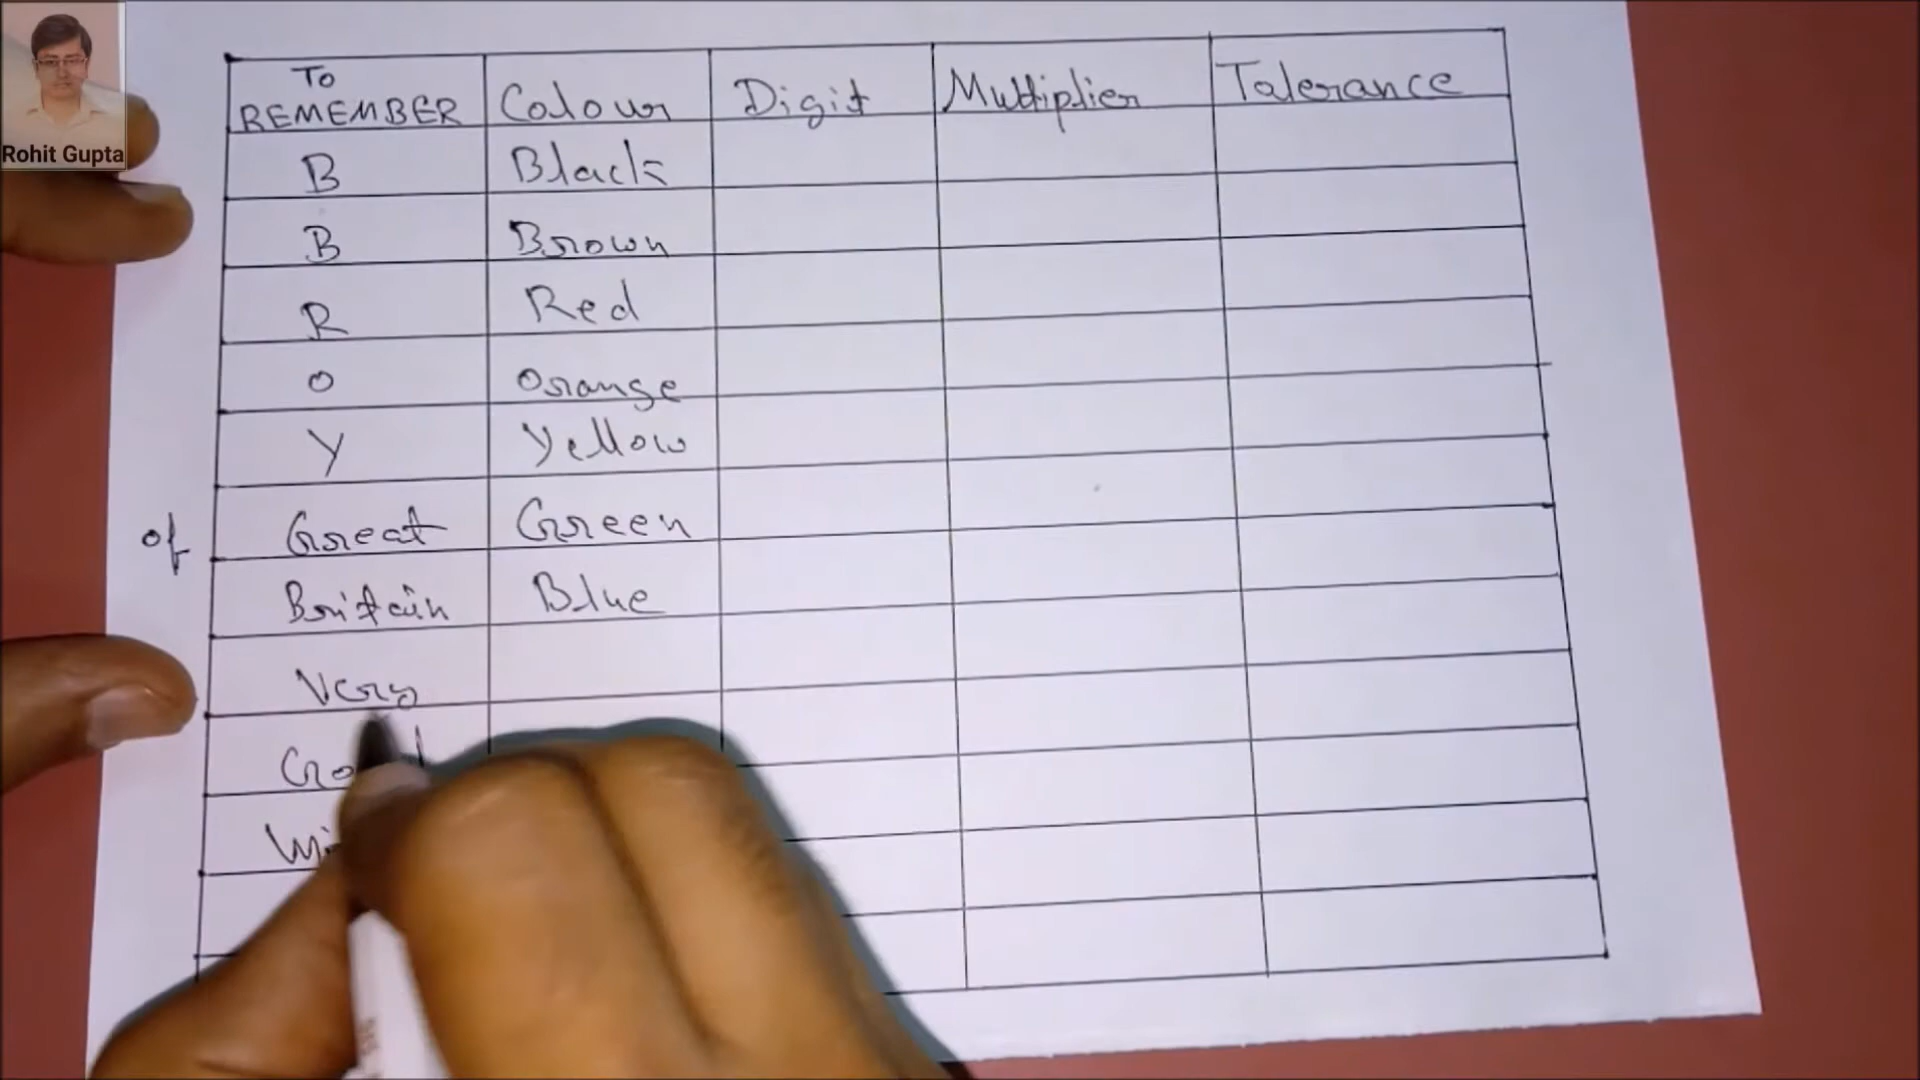 Rohit Gupta
TO REMEMBER Colour Digit Multiplier Tolerance
B Black
B Brown
R Red
O Orange
Y Yellow
of Great Green
Britain Blue
Very